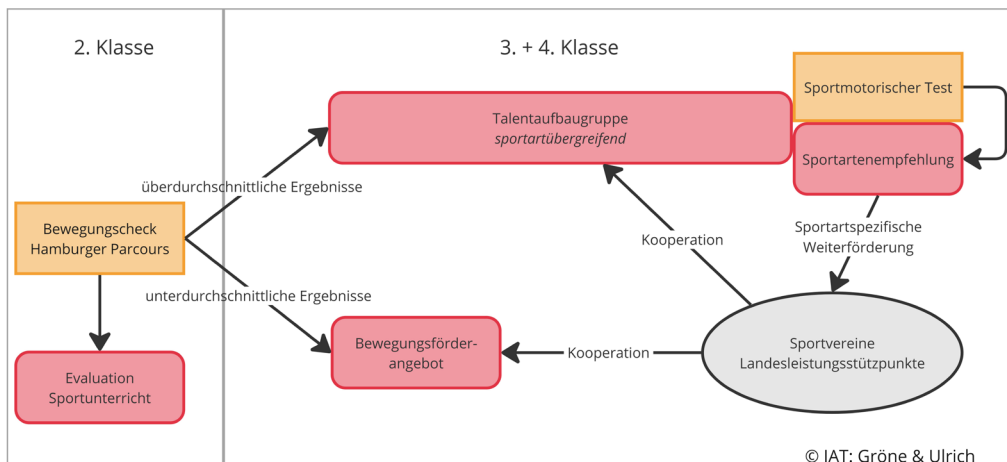 2. Klasse
3. + 4. Klasse
Sportmotorischer Test
Talentaufbaugruppe
sportartübergreifend
Sportartenempfehlung
überdurchschnittliche Ergebnisse
Bewegungscheck
Hamburger Parcours
Kooperation
Sportartspezifische
Weiterförderung
unterdurchschnittliche Ergebnisse
Bewegungsförder-
angebot
Kooperation
Sportvereine
Landesleistungsstützpunkte
Evaluation
Sportunterricht
© IAT: Gröne & Ulrich